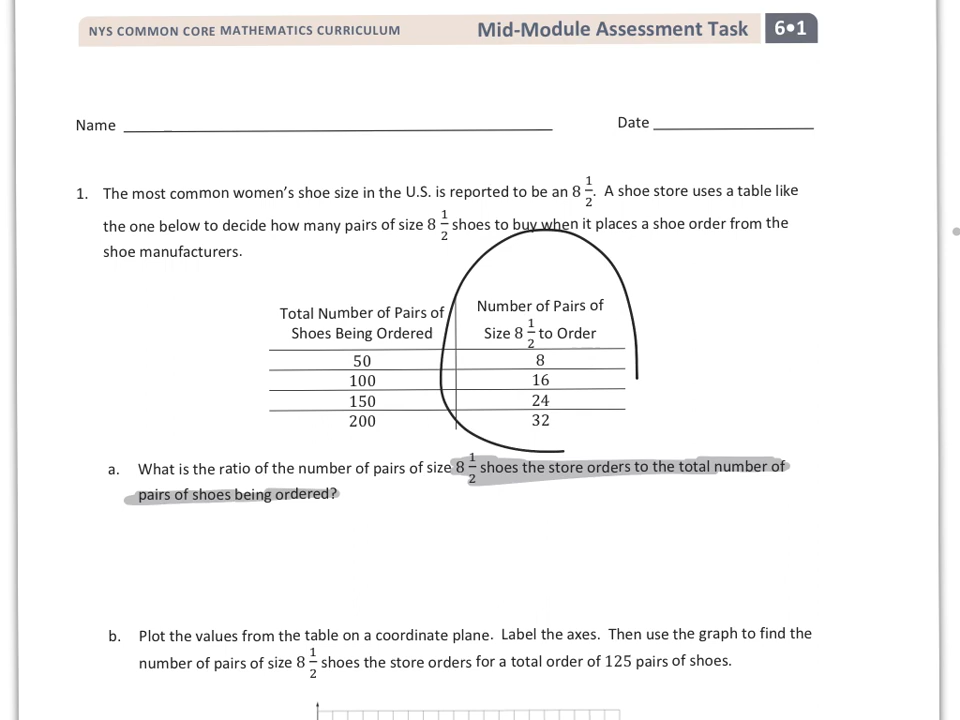 NYS COMMON CORE MATHEMATICS CURRICULUM Mid-Module Assessment Task 6•1
Name Date
1. The most common women's shoe size in the U.S. is reported to be an 8 1/2. A shoe store uses a table like
the one below to decide how many pairs of size 8 1/2 shoes to buy when it places a shoe order from the
shoe manufacturers.
Total Number of Pairs of Number of Pairs of
Shoes Being Ordered Size 8 1/2 to Order
50 8
100 16
150 24
200 32
a. What is the ratio of the number of pairs of size 8 1/2 shoes the store orders to the total number of
pairs of shoes being ordered?
b. Plot the values from the table on a coordinate plane. Label the axes. Then use the graph to find the
number of pairs of size 8 1/2 shoes the store orders for a total order of 125 pairs of shoes.